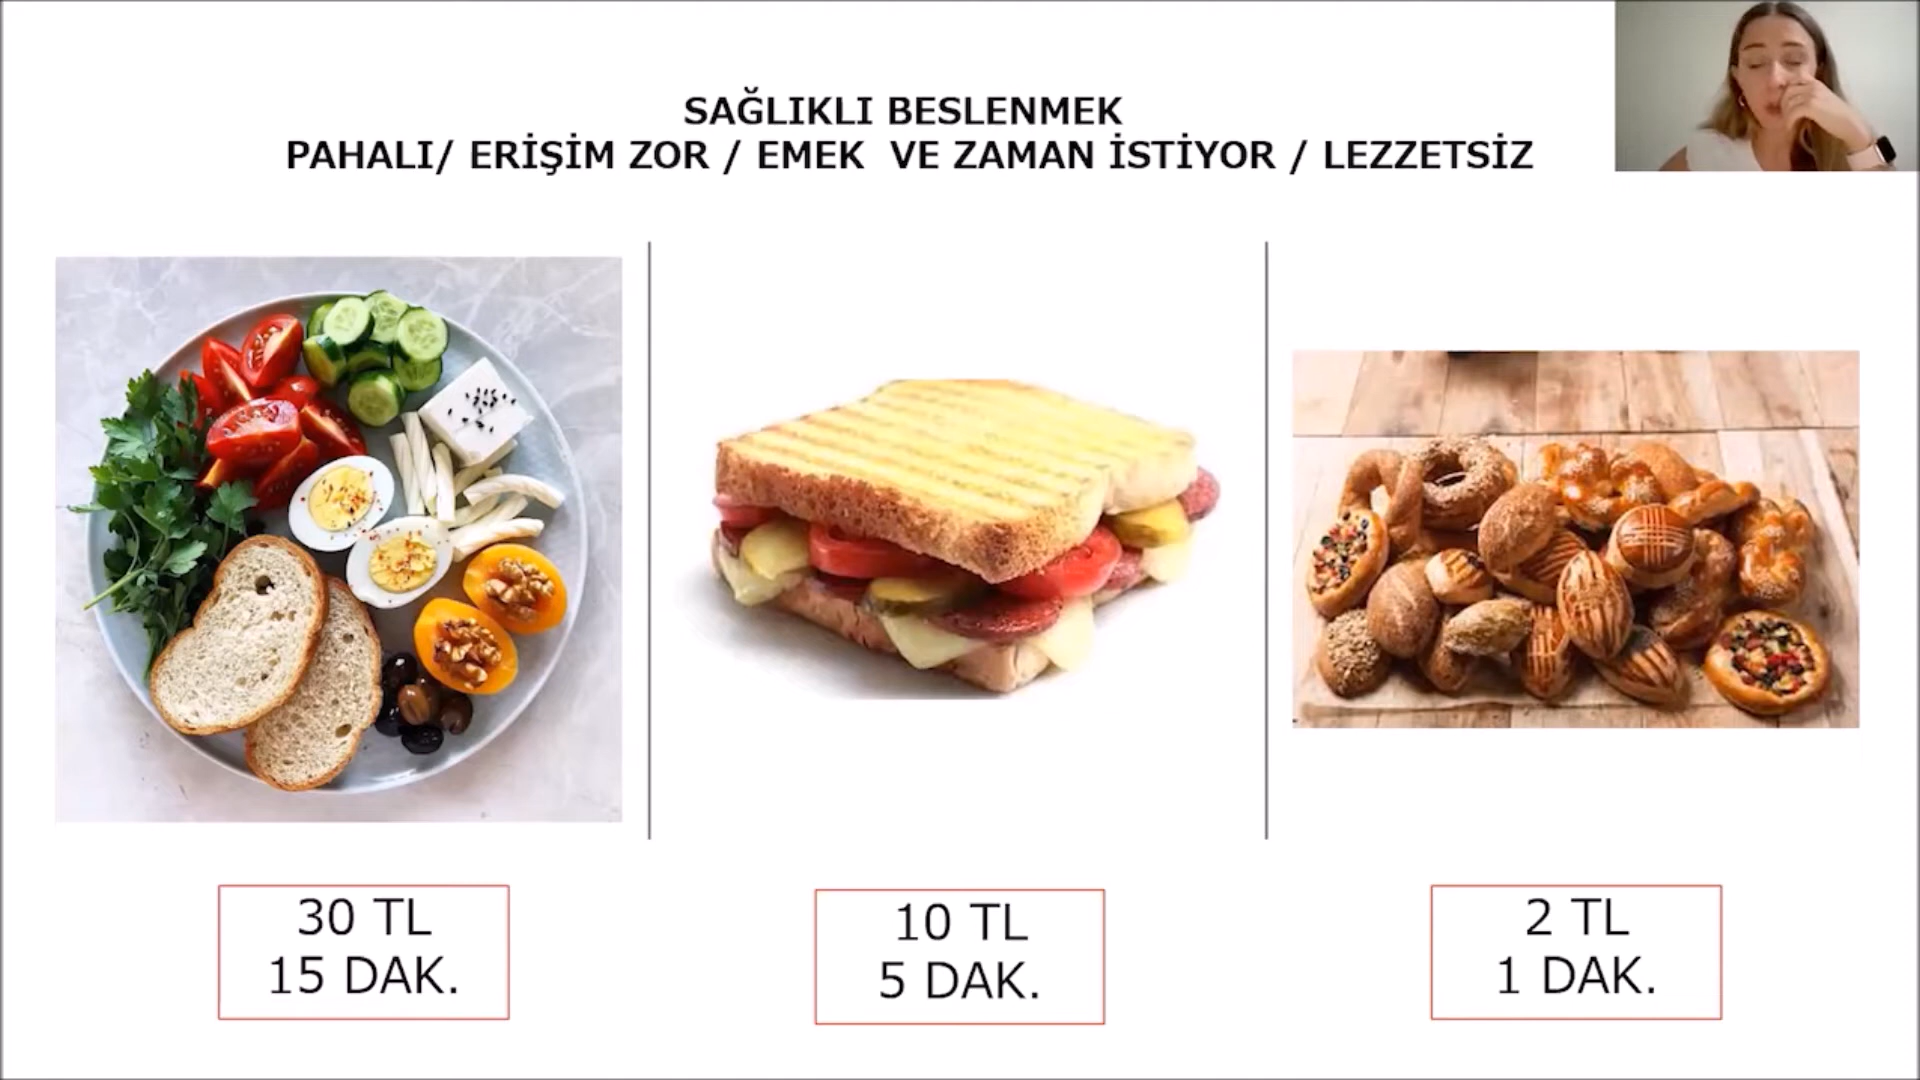 SAĞLIKLI BESLENMEK
PAHALI/ ERİŞİM ZOR / EMEK  VE ZAMAN İSTİYOR / LEZZETSİZ
30 TL
15 DAK.
10 TL
5 DAK.
2 TL
1 DAK.